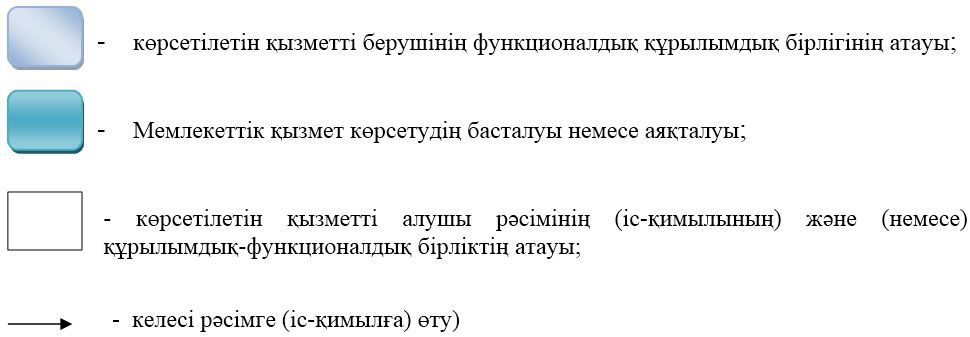 - көрсетілетін қызметті берушінің функционалдық құрылымдық бірлігінің атауы;
- Мемлекеттік қызмет көрсетудің басталуы немесе аяқталуы;
- көрсетілетін қызметті алушы рәсімінің (іс-қимылының) және (немесе)
құрылымдық-функционалдық бірліктің атауы;
- келесі рәсімге (іс-қимылға) өту)